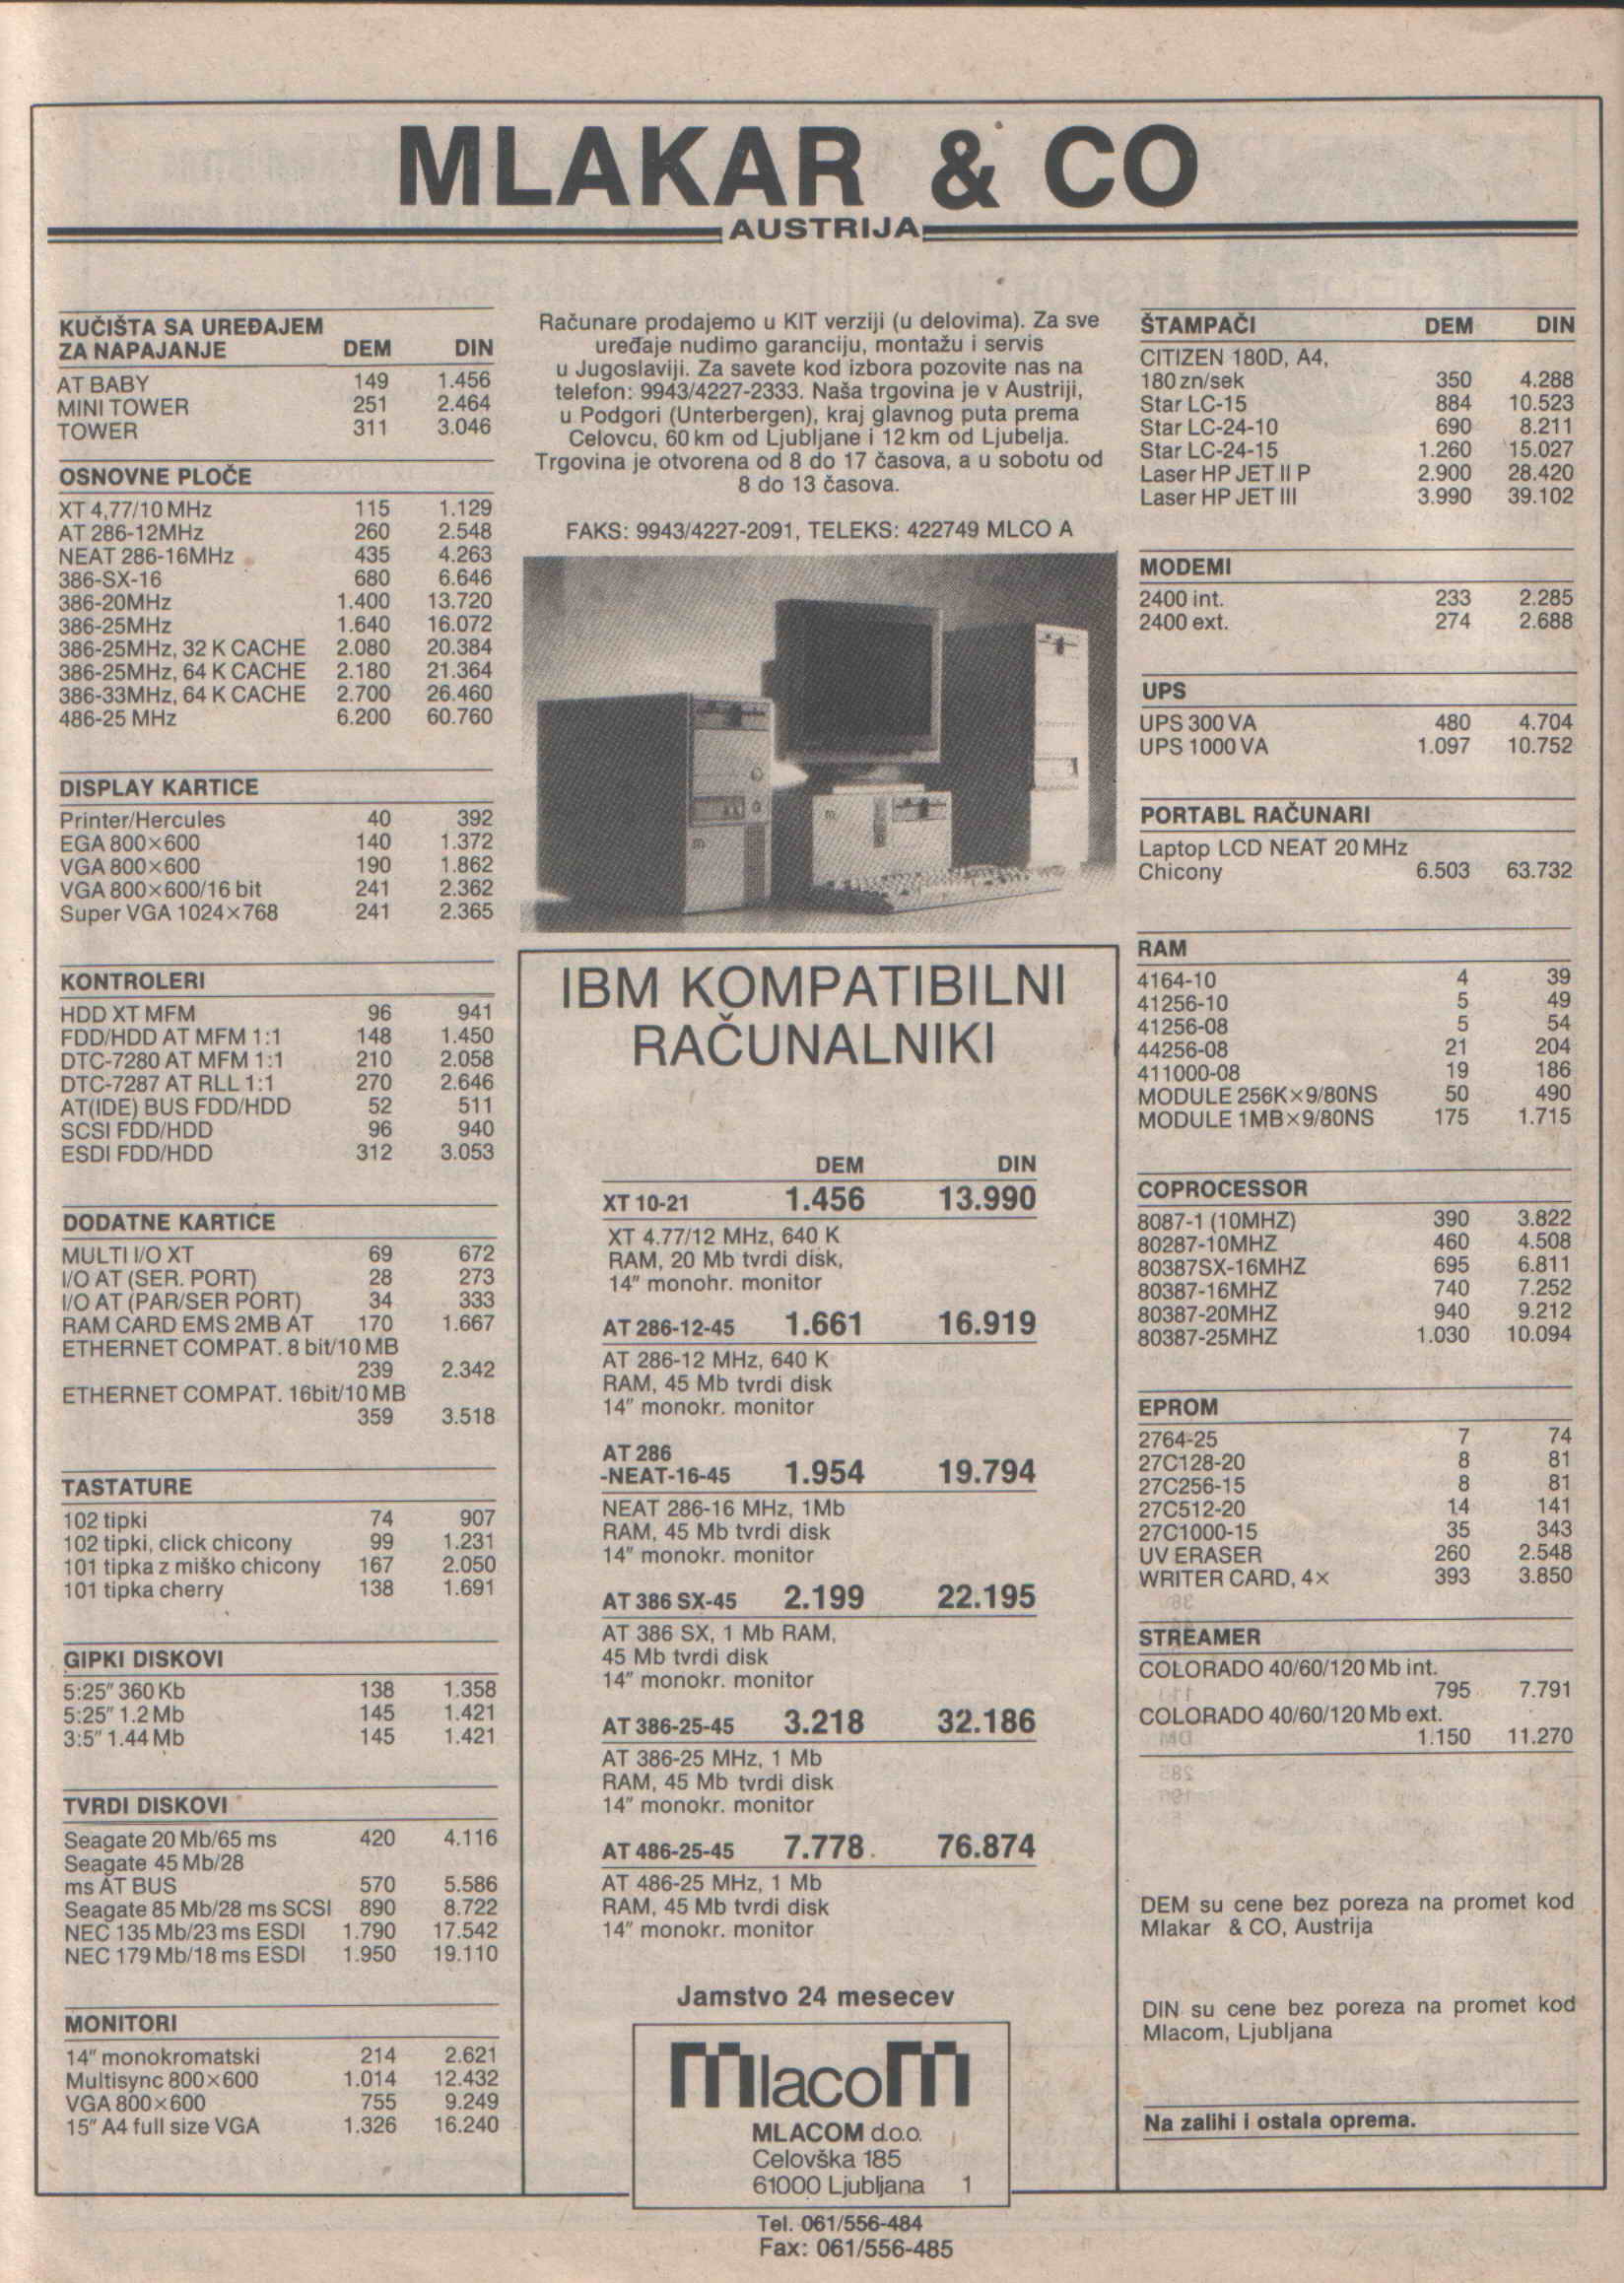 MLAKAR & CO
AUSTRIJA
KUČIŠTA SA UREĐAJEM
ZA NAPAJANJE DEM DIN
AT BABY 149 1.456
MINI TOWER 251 2.464
TOWER 311 3.046
OSNOVNE PLOČE
XT 4,77/10 MHz 115 1.129
AT 286-12MHz 260 2.548
NEAT 286-16MHz 435 4.263
386-SX-16 680 6.646
386-20MHz 1.400 13.720
386-25MHz 1.640 16.072
386-25MHz, 32 K CACHE 2.080 20.384
386-25MHz, 64 K CACHE 2.180 21.364
386-33MHz, 64 K CACHE 2.700 26.460
486-25 MHz 6.200 60.760
DISPLAY KARTICE
Printer/Hercules 40 392
EGA 800×600 140 1.372
VGA 800×600 190 1.862
VGA 800×600/16 bit 241 2.362
Super VGA 1024×768 241 2.365
KONTROLERI
HDD XT MFM 96 941
FDD/HDD AT MFM 1:1 148 1.450
DTC-7280 AT MFM 1:1 210 2.058
DTC-7287 AT RLL 1:1 270 2.646
AT(IDE) BUS FDD/HDD 52 511
SCSI FDD/HDD 96 940
ESDI FDD/HDD 312 3.053
DODATNE KARTICE
MULTI I/O XT 69 672
I/O AT (SER. PORT) 28 273
I/O AT (PAR/SER PORT) 34 333
RAM CARD EMS 2MB AT 170 1.667
ETHERNET COMPAT. 8 bit/10 MB
239 2.342
ETHERNET COMPAT. 16bit/10 MB
359 3.518
TASTATURE
102 tipki 74 907
102 tipki, click chicony 99 1.231
101 tipka z miško chicony 167 2.050
101 tipka cherry 138 1.691
GIPKI DISKOVI
5:25" 360 Kb 138 1.358
5:25" 1.2 Mb 145 1.421
3:5" 1.44 Mb 145 1.421
TVRDI DISKOVI
Seagate 20 Mb/65 ms 420 4.116
Seagate 45 Mb/28
ms AT BUS 570 5.586
Seagate 85 Mb/28 ms SCSI 890 8.722
NEC 135 Mb/23 ms ESDI 1.790 17.542
NEC 179 Mb/18 ms ESDI 1.950 19.110
MONITORI
14" monokromatski 214 2.621
Multisync 800×600 1.014 12.432
VGA 800×600 755 9.249
15" A4 full size VGA 1.326 16.240
Računare prodajemo u KIT verziji (u delovima). Za sve
uređaje nudimo garanciju, montažu i servis
u Jugoslaviji. Za savete kod izbora pozovite nas na
telefon: 9943/4227-2333. Naša trgovina je v Austriji,
u Podgori (Unterbergen), kraj glavnog puta prema
Celovcu, 60 km od Ljubljane i 12 km od Ljubelja.
Trgovina je otvorena od 8 do 17 časova, a u sobotu od
8 do 13 časova.
FAKS: 9943/4227-2091, TELEKS: 422749 MLCO A
IBM KOMPATIBILNI
RAČUNALNIKI
DEM DIN
XT 10-21 1.456 13.990
XT 4.77/12 MHz, 640 K
RAM, 20 Mb tvrdi disk,
14" monohr. monitor
AT 286-12-45 1.661 16.919
AT 286-12 MHz, 640 K
RAM, 45 Mb tvrdi disk
14" monokr. monitor
AT 286
-NEAT-16-45 1.954 19.794
NEAT 286-16 MHz, 1Mb
RAM, 45 Mb tvrdi disk
14" monokr. monitor
AT 386 SX-45 2.199 22.195
AT 386 SX, 1 Mb RAM,
45 Mb tvrdi disk
14" monokr. monitor
AT 386-25-45 3.218 32.186
AT 386-25 MHz, 1 Mb
RAM, 45 Mb tvrdi disk
14" monokr. monitor
AT 486-25-45 7.778 76.874
AT 486-25 MHz, 1 Mb
RAM, 45 Mb tvrdi disk
14" monokr. monitor
Jamstvo 24 mesecev
MlacoM
MLACOM d.o.o.
Celovška 185
61000 Ljubljana 1
Tel. 061/556-484
Fax: 061/556-485
ŠTAMPAČI DEM DIN
CITIZEN 180D, A4,
180 zn/sek 350 4.288
Star LC-15 884 10.523
Star LC-24-10 690 8.211
Star LC-24-15 1.260 15.027
Laser HP JET II P 2.900 28.420
Laser HP JET III 3.990 39.102
MODEMI
2400 int. 233 2.285
2400 ext. 274 2.688
UPS
UPS 300 VA 480 4.704
UPS 1000 VA 1.097 10.752
PORTABL RAČUNARI
Laptop LCD NEAT 20 MHz
Chicony 6.503 63.732
RAM
4164-10 4 39
41256-10 5 49
41256-08 5 54
44256-08 21 204
411000-08 19 186
MODULE 256K×9/80NS 50 490
MODULE 1MB×9/80NS 175 1.715
COPROCESSOR
8087-1 (10MHZ) 390 3.822
80287-10MHZ 460 4.508
80387SX-16MHZ 695 6.811
80387-16MHZ 740 7.252
80387-20MHZ 940 9.212
80387-25MHZ 1.030 10.094
EPROM
2764-25 7 74
27C128-20 8 81
27C256-15 8 81
27C512-20 14 141
27C1000-15 35 343
UV ERASER 260 2.548
WRITER CARD, 4× 393 3.850
STREAMER
COLORADO 40/60/120 Mb int.
795 7.791
COLORADO 40/60/120 Mb ext.
1.150 11.270
DEM su cene bez poreza na promet kod
Mlakar & CO, Austrija
DIN su cene bez poreza na promet kod
Mlacom, Ljubljana
Na zalihi i ostala oprema.